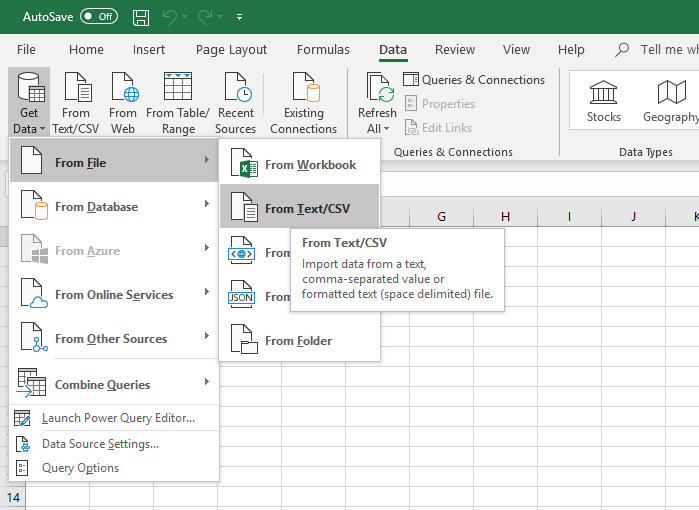 AutoSave Off
File Home Insert Page Layout Formulas Data Review View Help Tell me wh
Get Data
From Text/CSV
From Web
From Table/ Range
Recent Sources
Existing Connections
Refresh All
Queries & Connections
Properties
Edit Links
Queries & Connections
Stocks
Geography
Data Types
From File
From Database
From Azure
From Online Services
From Other Sources
Combine Queries
Launch Power Query Editor...
Data Source Settings...
Query Options
From Workbook
From Text/CSV
From
JSON
From
From Folder
From Text/CSV
Import data from a text,
comma-separated value or
formatted text (space delimited) file.
G H I J K
14